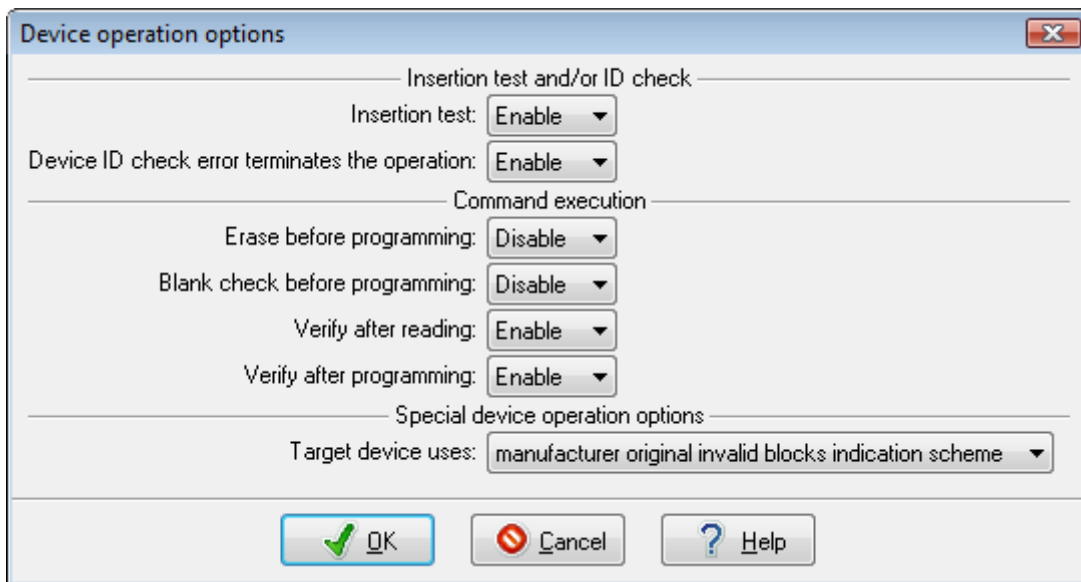 Device operation options
Insertion test and/or ID check
Insertion test: Enable
Device ID check error terminates the operation: Enable
Command execution
Erase before programming: Disable
Blank check before programming: Disable
Verify after reading: Enable
Verify after programming: Enable
Special device operation options
Target device uses: manufacturer original invalid blocks indication scheme
OK Cancel Help